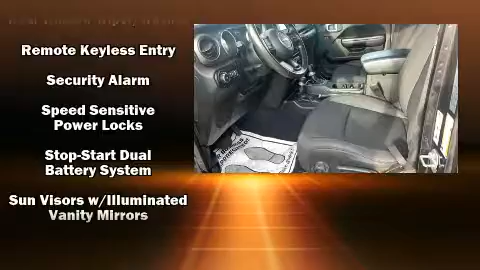 Remote Keyless Entry
Security Alarm
Speed Sensitive
Power Locks
Stop-Start Dual
Battery System
Sun Visors w/Illuminated
Vanity Mirrors